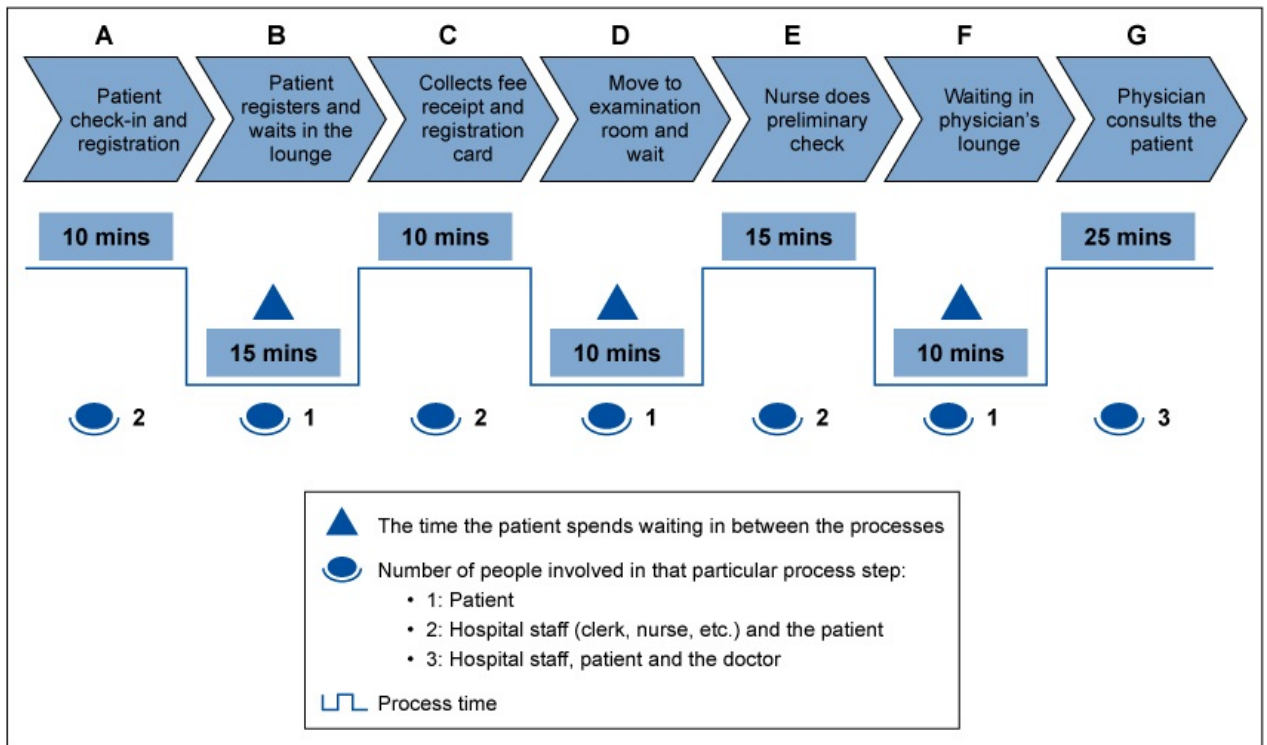 A B C D E F G
Patient
check-in and
registration
Patient
registers and
waits in the
lounge
Collects fee
receipt and
registration
card
Move to
examination
room and
wait
Nurse does
preliminary
check
Waiting in
physician's
lounge
Physician
consults the
patient
10 mins
10 mins
15 mins
25 mins
15 mins
10 mins
10 mins
2 1 2 1 2 1 3
The time the patient spends waiting in between the processes
Number of people involved in that particular process step:
• 1: Patient
• 2: Hospital staff (clerk, nurse, etc.) and the patient
• 3: Hospital staff, patient and the doctor
Process time